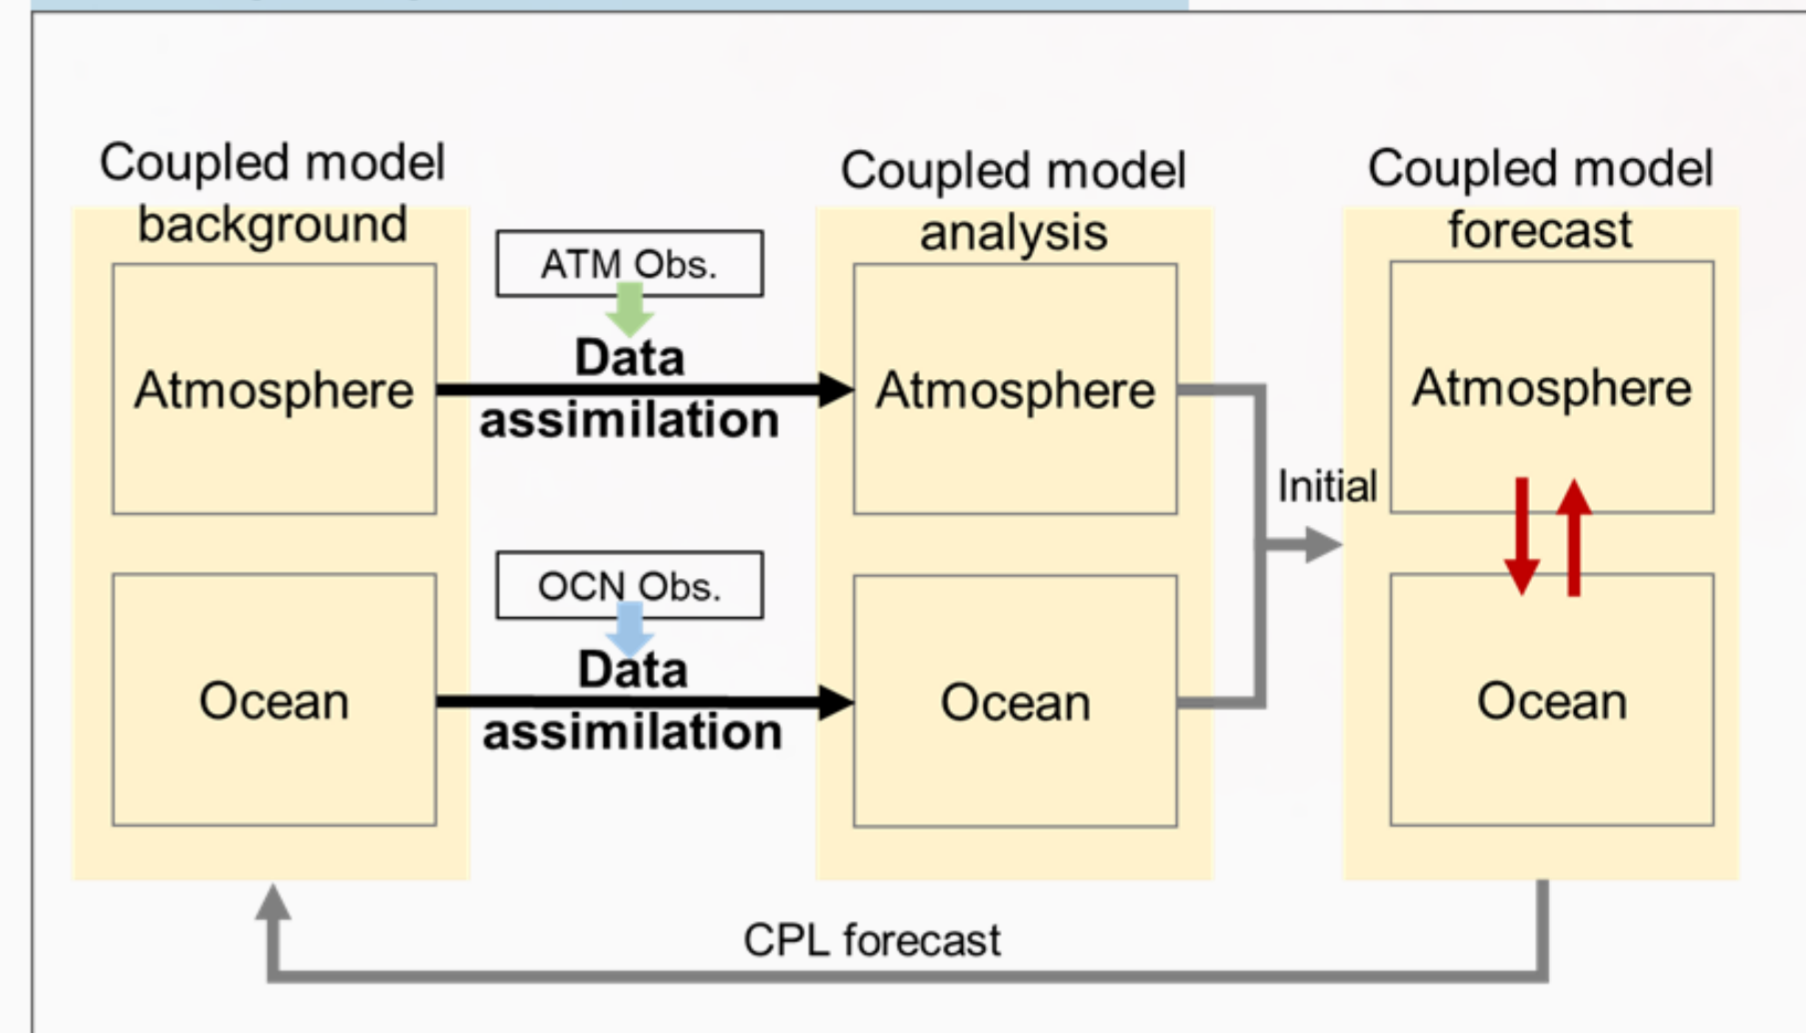 Coupled model
background
Atmosphere
Ocean
ATM Obs.
Data
assimilation
OCN Obs.
Data
assimilation
Coupled model
analysis
Atmosphere
Ocean
Initial
Coupled model
forecast
Atmosphere
Ocean
CPL forecast